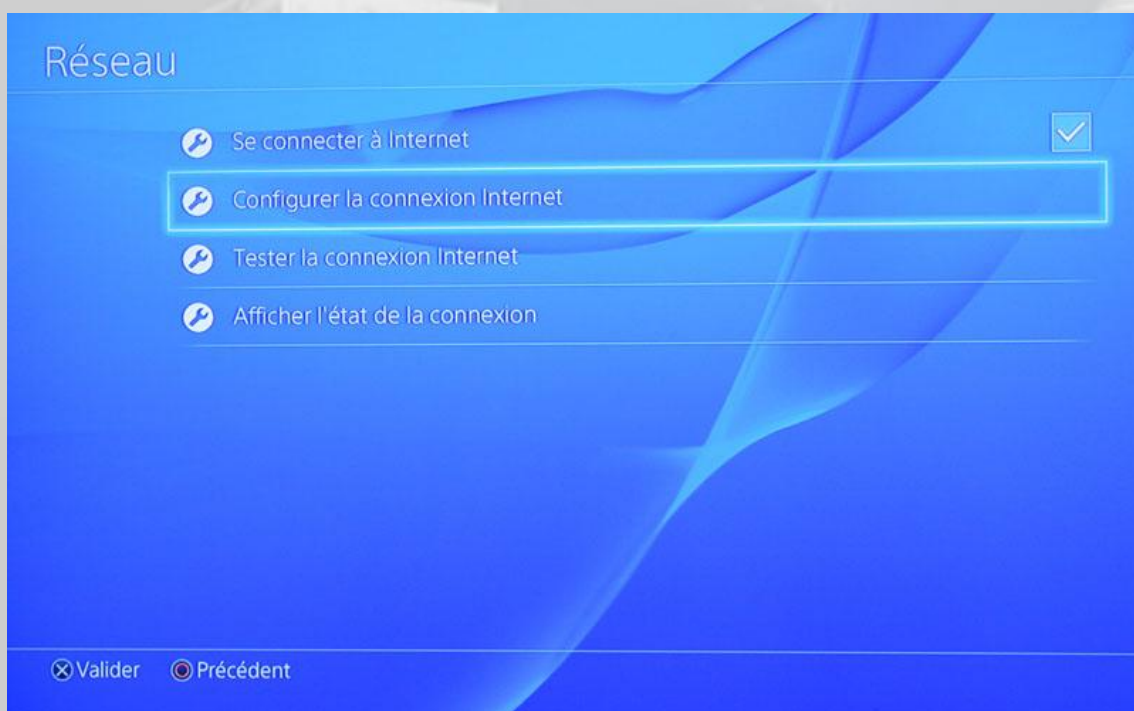 Réseau
Se connecter à Internet
Configurer la connexion Internet
Tester la connexion Internet
Afficher l'état de la connexion
Valider Précédent